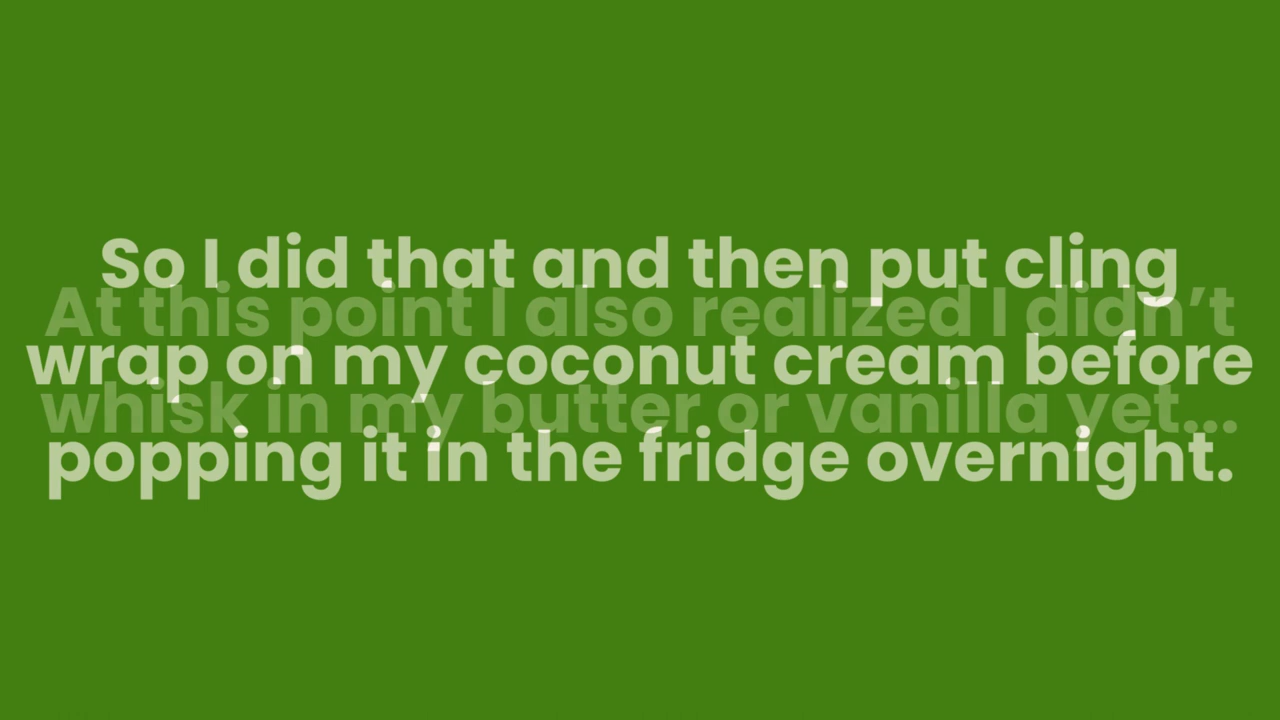 So I did that and then put cling
At this point I also realized I didn’t
wrap on my coconut cream before
whisk in my butter or vanilla yet...
popping it in the fridge overnight.